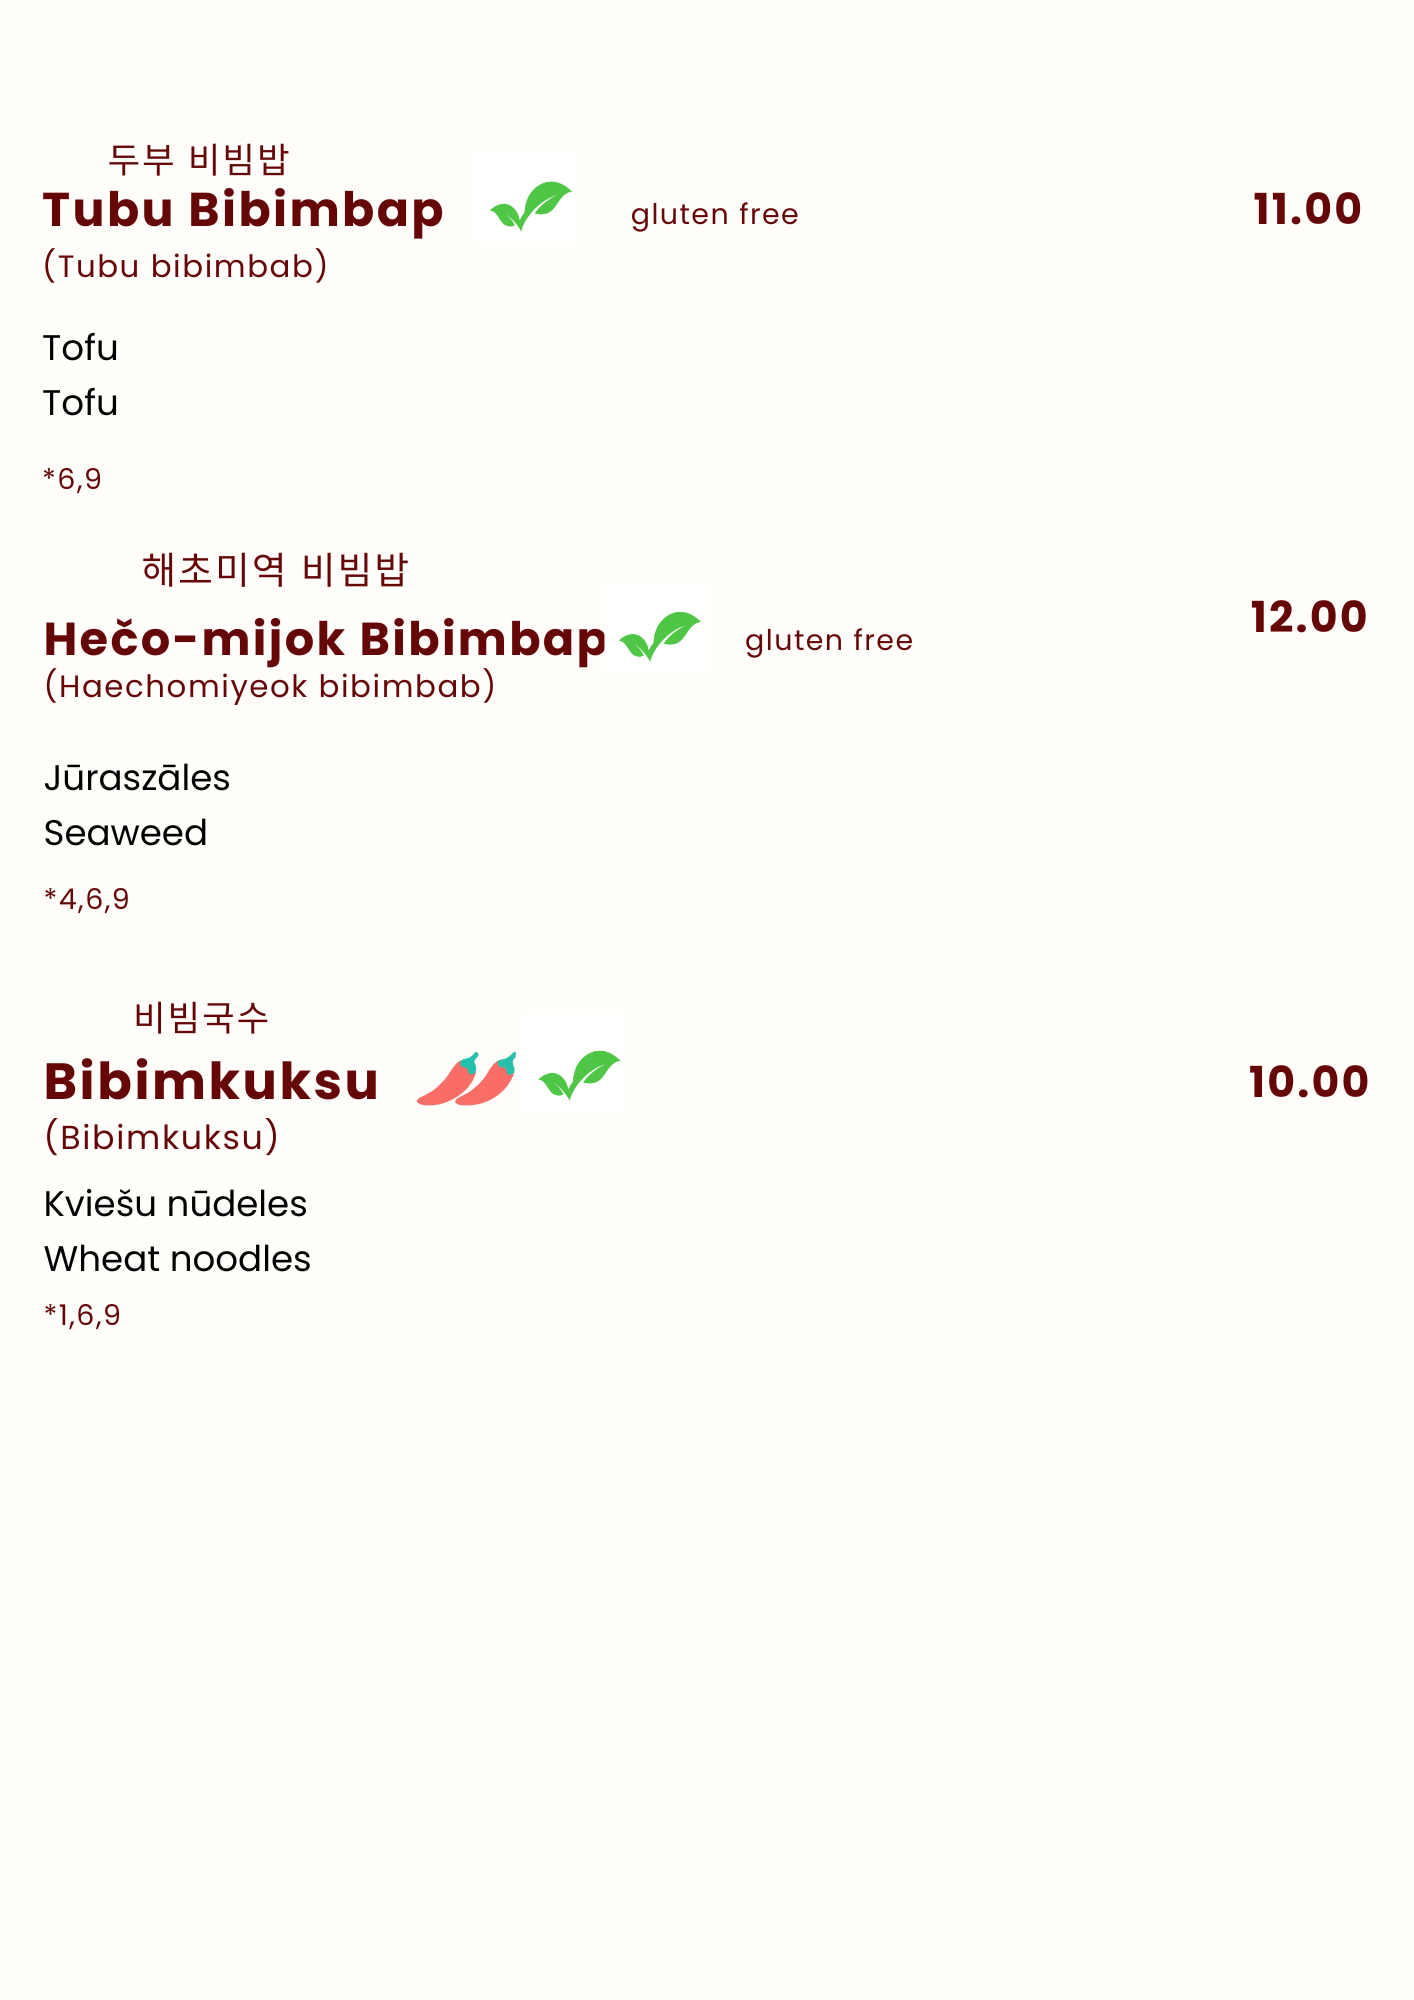 두부 비빔밥
Tubu Bibimbap gluten free 11.00
(Tubu bibimbab)
Tofu
Tofu
*6,9
해초미역 비빔밥
Hečo-mijok Bibimbap gluten free 12.00
(Haechomiyeok bibimbab)
Jūraszāles
Seaweed
*4,6,9
비빔국수
Bibimkuksu 10.00
(Bibimkuksu)
Kviešu nūdeles
Wheat noodles
*1,6,9